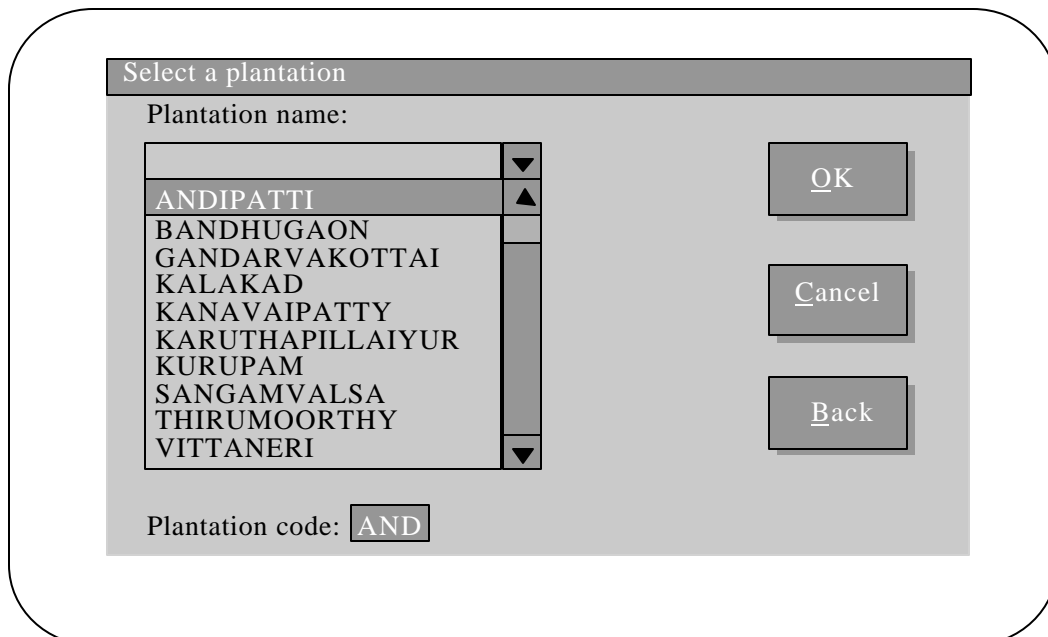 Select a plantation
Plantation name:
ANDIPATTI
BANDHUGAON
GANDARVAKOTTAI
KALAKAD
KANAVAIPATTY
KARUTHAPILLAIYUR
KURUPAM
SANGAMVALSA
THIRUMOORTHY
VITTANERI
Plantation code: AND
OK
Cancel
Back